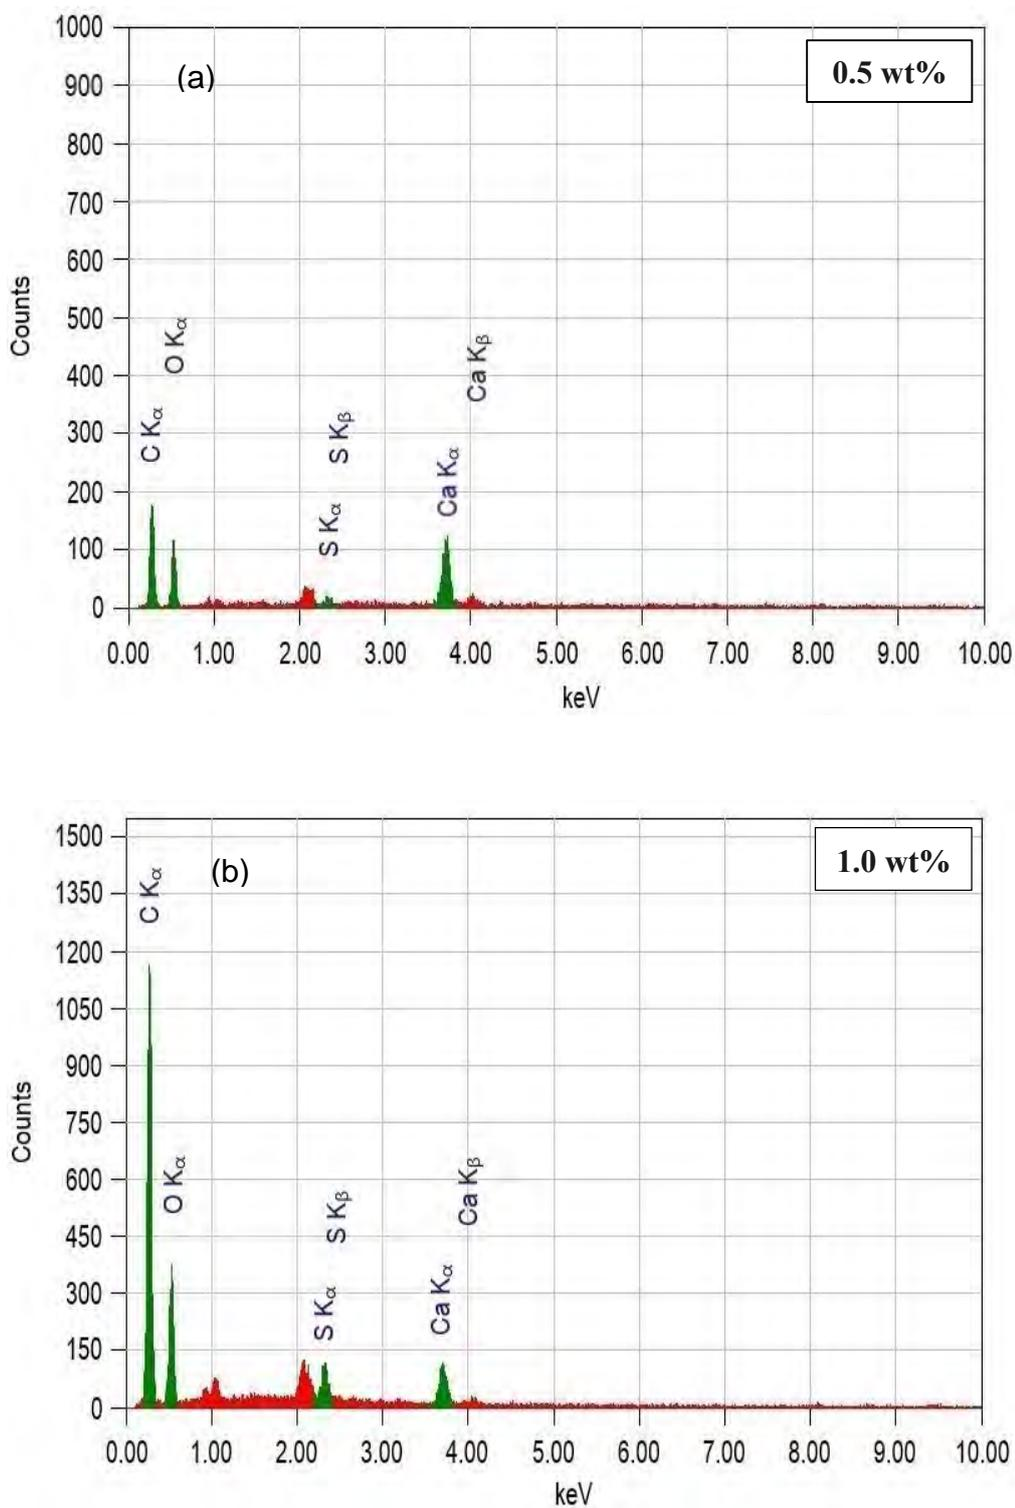 1000
(a)
0.5 wt%
900
800
700
600
500
400
300
200
100
0
Counts
C Kα
O Kα
S Kα
S Kβ
Ca Kα
Ca Kβ
0.00 1.00 2.00 3.00 4.00 5.00 6.00 7.00 8.00 9.00 10.00
keV
1500
(b)
1.0 wt%
1350
1200
1050
900
750
600
450
300
150
0
Counts
C Kα
O Kα
S Kα
S Kβ
Ca Kα
Ca Kβ
0.00 1.00 2.00 3.00 4.00 5.00 6.00 7.00 8.00 9.00 10.00
keV